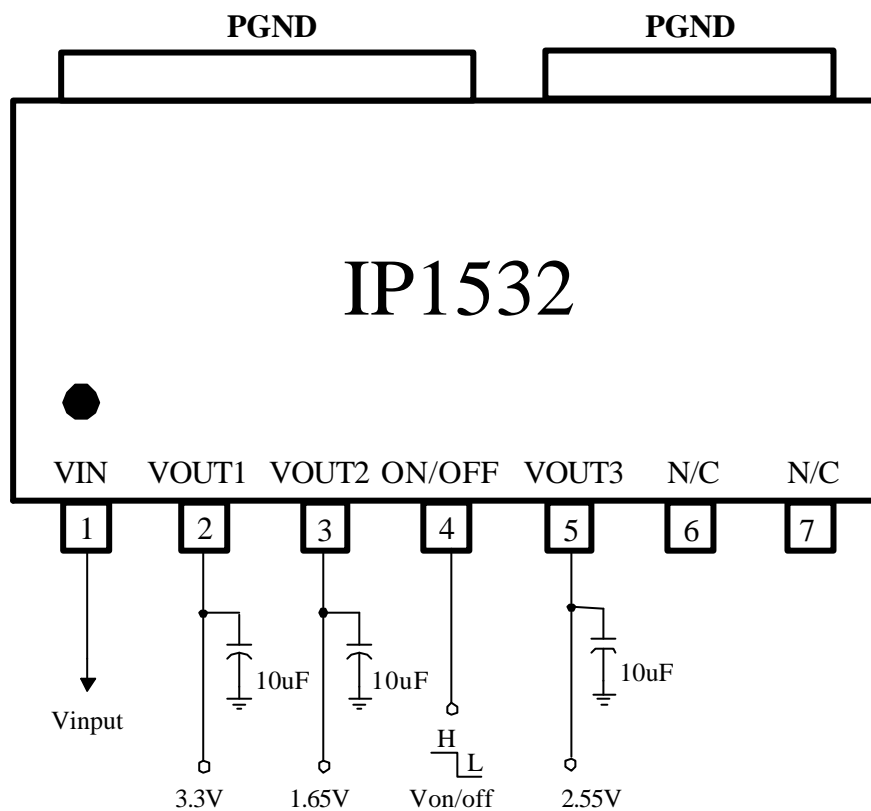 PGND PGND
IP1532
VIN VOUT1 VOUT2 ON/OFF VOUT3 N/C N/C
1 2 3 4 5 6 7
10uF 10uF 10uF
Vinput
H
L
3.3V 1.65V Von/off 2.55V